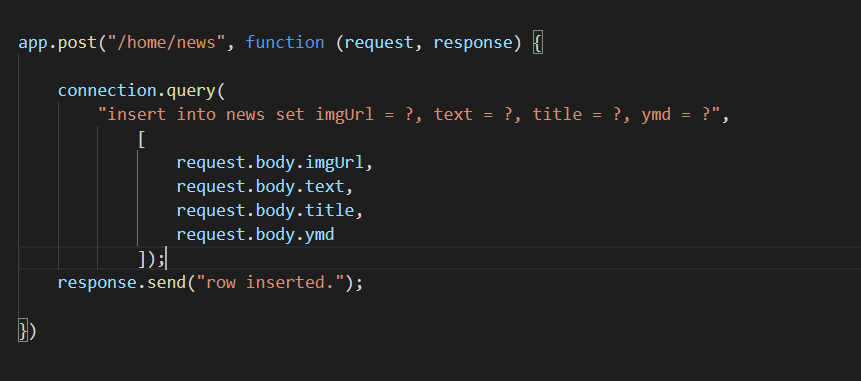 app.post("/home/news", function (request, response) {
connection.query(
"insert into news set imgUrl = ?, text = ?, title = ?, ymd = ?",
[
request.body.imgUrl,
request.body.text,
request.body.title,
request.body.ymd
]);
response.send("row inserted.");
})